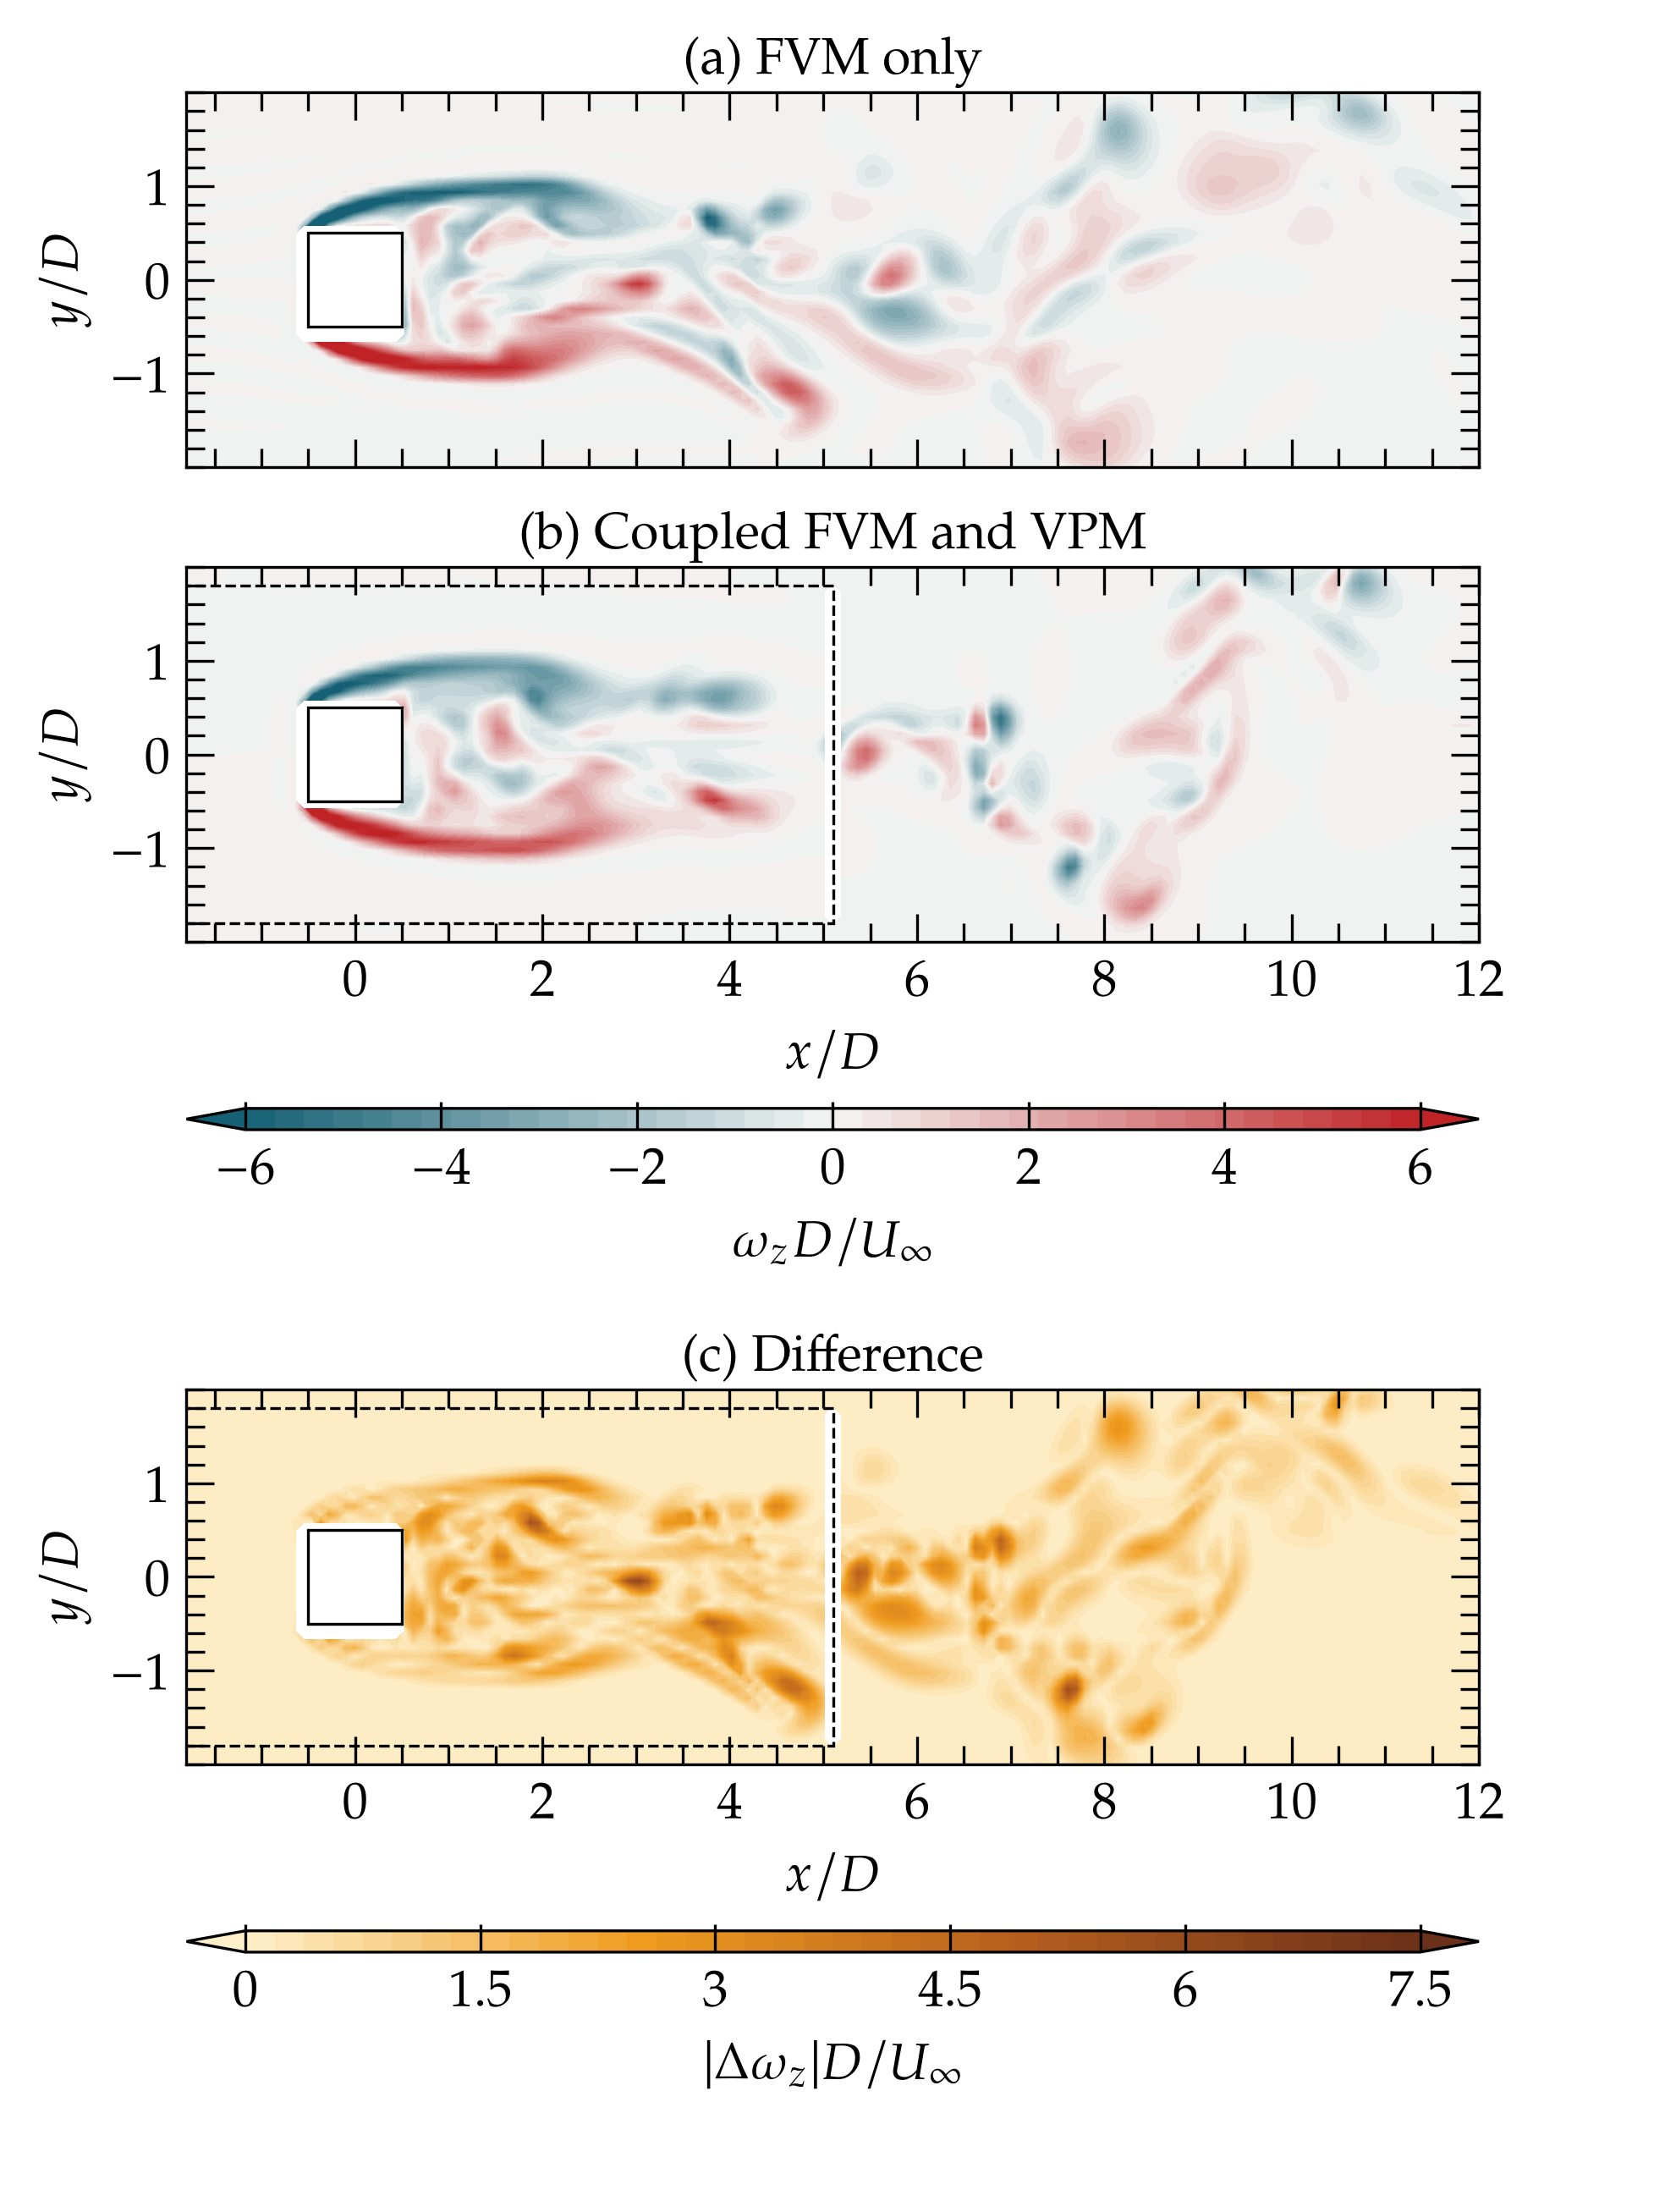 (a) FVM only
1
0
−1
y/D
(b) Coupled FVM and VPM
1
0
−1
y/D
0 2 4 6 8 10 12
x/D
−6 −4 −2 0 2 4 6
ω_z D/U_∞
(c) Difference
1
0
−1
y/D
0 2 4 6 8 10 12
x/D
0 1.5 3 4.5 6 7.5
|Δω_z|D/U_∞